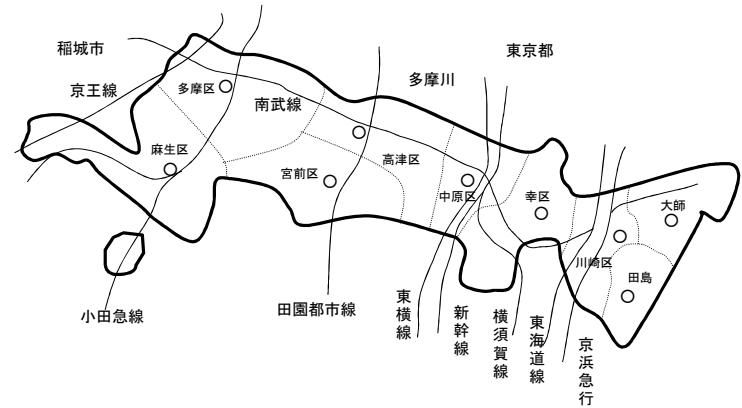 稲城市
東京都
多摩川
京王線
多摩区
南武線
麻生区
高津区
宮前区
中原区
幸区
大師
川崎区
田島
小田急線
田園都市線
東横線
新幹線
横須賀線
東海道線
京浜急行